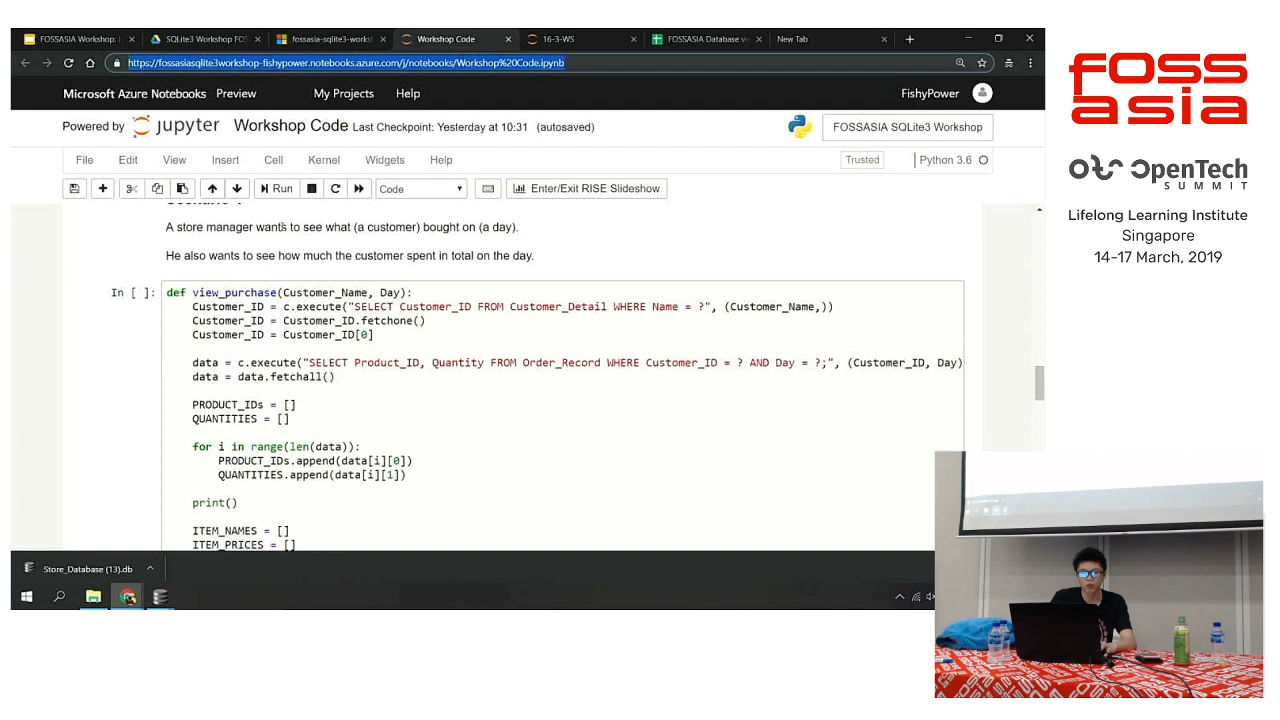 FOSSASIA Workshop: I
SQLite3 Workshop FOS
fossasia-sqlite3-works
Workshop Code
16-3-WS
FOSSASIA Database vi
New Tab
https://fossasiasqlite3workshop-fishypower.notebooks.azure.com/j/notebooks/Workshop%20Code.ipynb
Microsoft Azure Notebooks Preview My Projects Help FishyPower
Powered by jupyter Workshop Code Last Checkpoint: Yesterday at 10:31 (autosaved) FOSSASIA SQLite3 Workshop
File Edit View Insert Cell Kernel Widgets Help Trusted Python 3.6
Run Code Enter/Exit RISE Slideshow
A store manager wants to see what (a customer) bought on (a day).
He also wants to see how much the customer spent in total on the day.
In [ ]: def view_purchase(Customer_Name, Day):
Customer_ID = c.execute("SELECT Customer_ID FROM Customer_Detail WHERE Name = ?", (Customer_Name,))
Customer_ID = Customer_ID.fetchone()
Customer_ID = Customer_ID[0]
data = c.execute("SELECT Product_ID, Quantity FROM Order_Record WHERE Customer_ID = ? AND Day = ?;", (Customer_ID, Day)
data = data.fetchall()
PRODUCT_IDs = []
QUANTITIES = []
for i in range(len(data)):
PRODUCT_IDs.append(data[i][0])
QUANTITIES.append(data[i][1])
print()
ITEM_NAMES = []
ITEM_PRICES = []
Store_Database (13).db
FOSS
asia
OpenTech
SUMMIT
Lifelong Learning Institute
Singapore
14-17 March, 2019